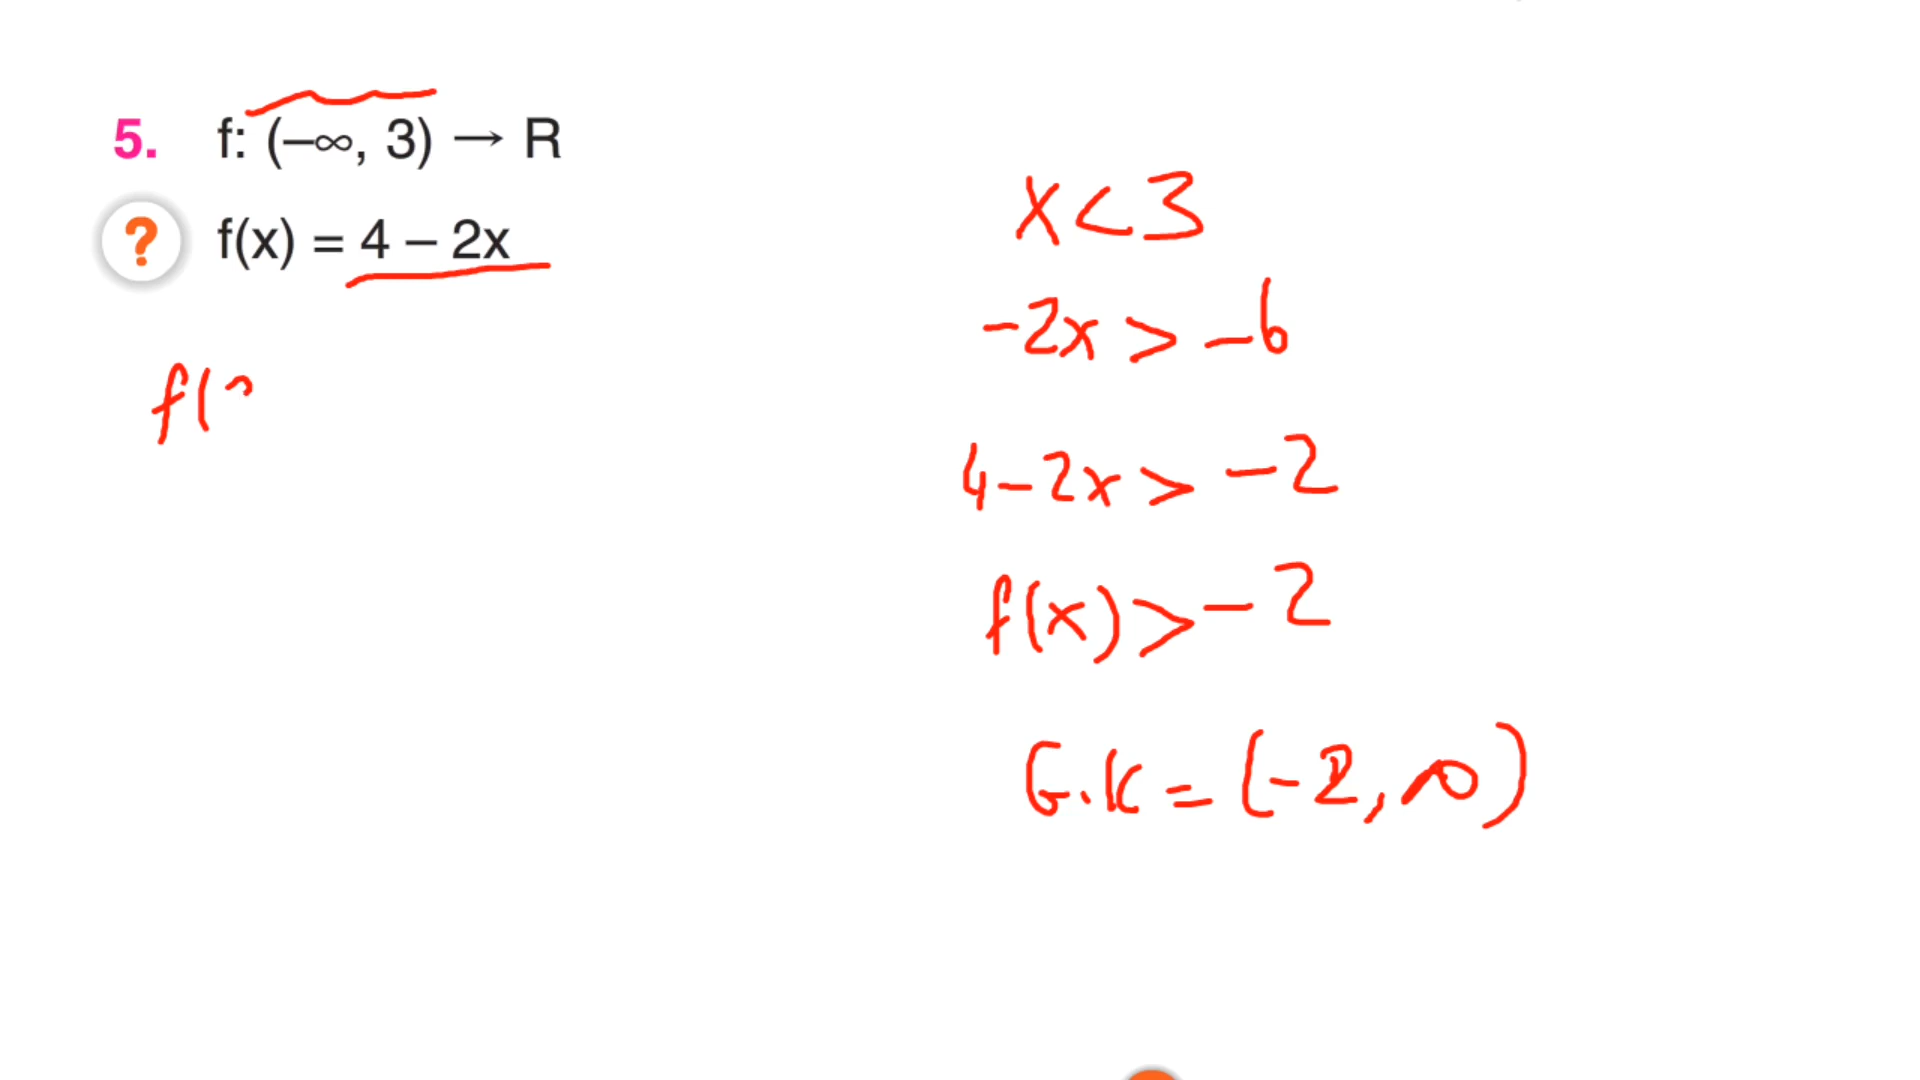 5. f: (–∞, 3) → R
? f(x) = 4 – 2x
f(
x<3
-2x > -6
4-2x > -2
f(x) > -2
G.K = (-2, ∞)